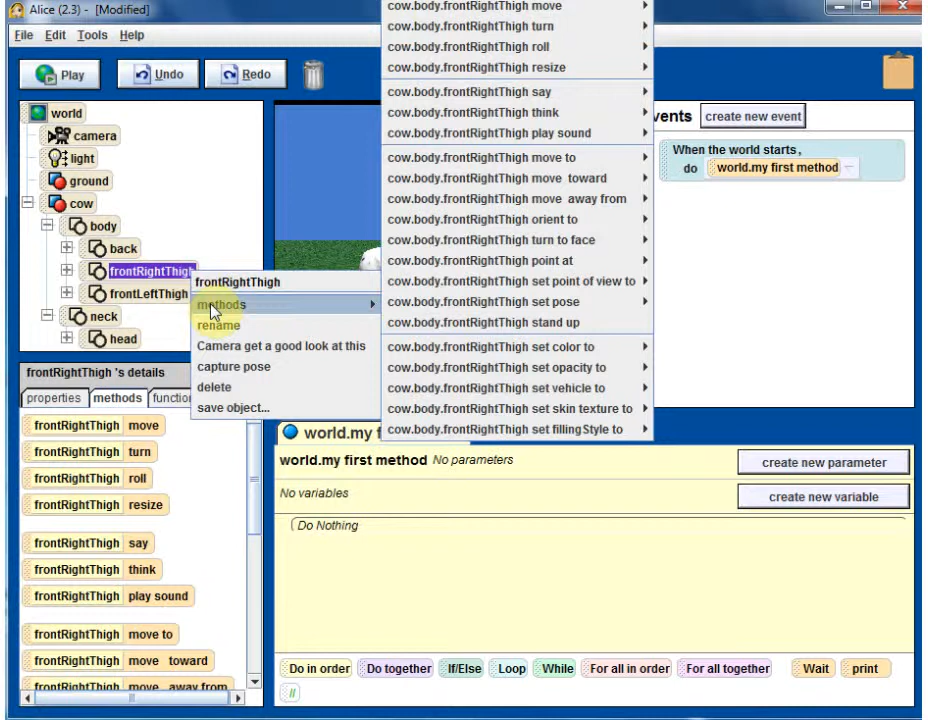 Alice (2.3) - [Modified]
File Edit Tools Help
Play
Undo
Redo
world
camera
light
ground
cow
body
back
frontRightThigh
frontLeftThigh
neck
head
frontRightThigh
methods
rename
Camera get a good look at this
capture pose
delete
save object...
cow.body.frontRightThigh move
cow.body.frontRightThigh turn
cow.body.frontRightThigh roll
cow.body.frontRightThigh resize
cow.body.frontRightThigh say
cow.body.frontRightThigh think
cow.body.frontRightThigh play sound
cow.body.frontRightThigh move to
cow.body.frontRightThigh move toward
cow.body.frontRightThigh move away from
cow.body.frontRightThigh orient to
cow.body.frontRightThigh turn to face
cow.body.frontRightThigh point at
cow.body.frontRightThigh set point of view to
cow.body.frontRightThigh set pose
cow.body.frontRightThigh stand up
cow.body.frontRightThigh set color to
cow.body.frontRightThigh set opacity to
cow.body.frontRightThigh set vehicle to
cow.body.frontRightThigh set skin texture to
cow.body.frontRightThigh set fillingStyle to
vents create new event
When the world starts,
do world.my first method
frontRightThigh 's details
properties methods functio
frontRightThigh move
frontRightThigh turn
frontRightThigh roll
frontRightThigh resize
frontRightThigh say
frontRightThigh think
frontRightThigh play sound
frontRightThigh move to
frontRightThigh move toward
frontRightThigh move away from
world.my f
world.my first method No parameters
create new parameter
No variables
create new variable
Do Nothing
Do in order Do together If/Else Loop While For all in order For all together Wait print
//